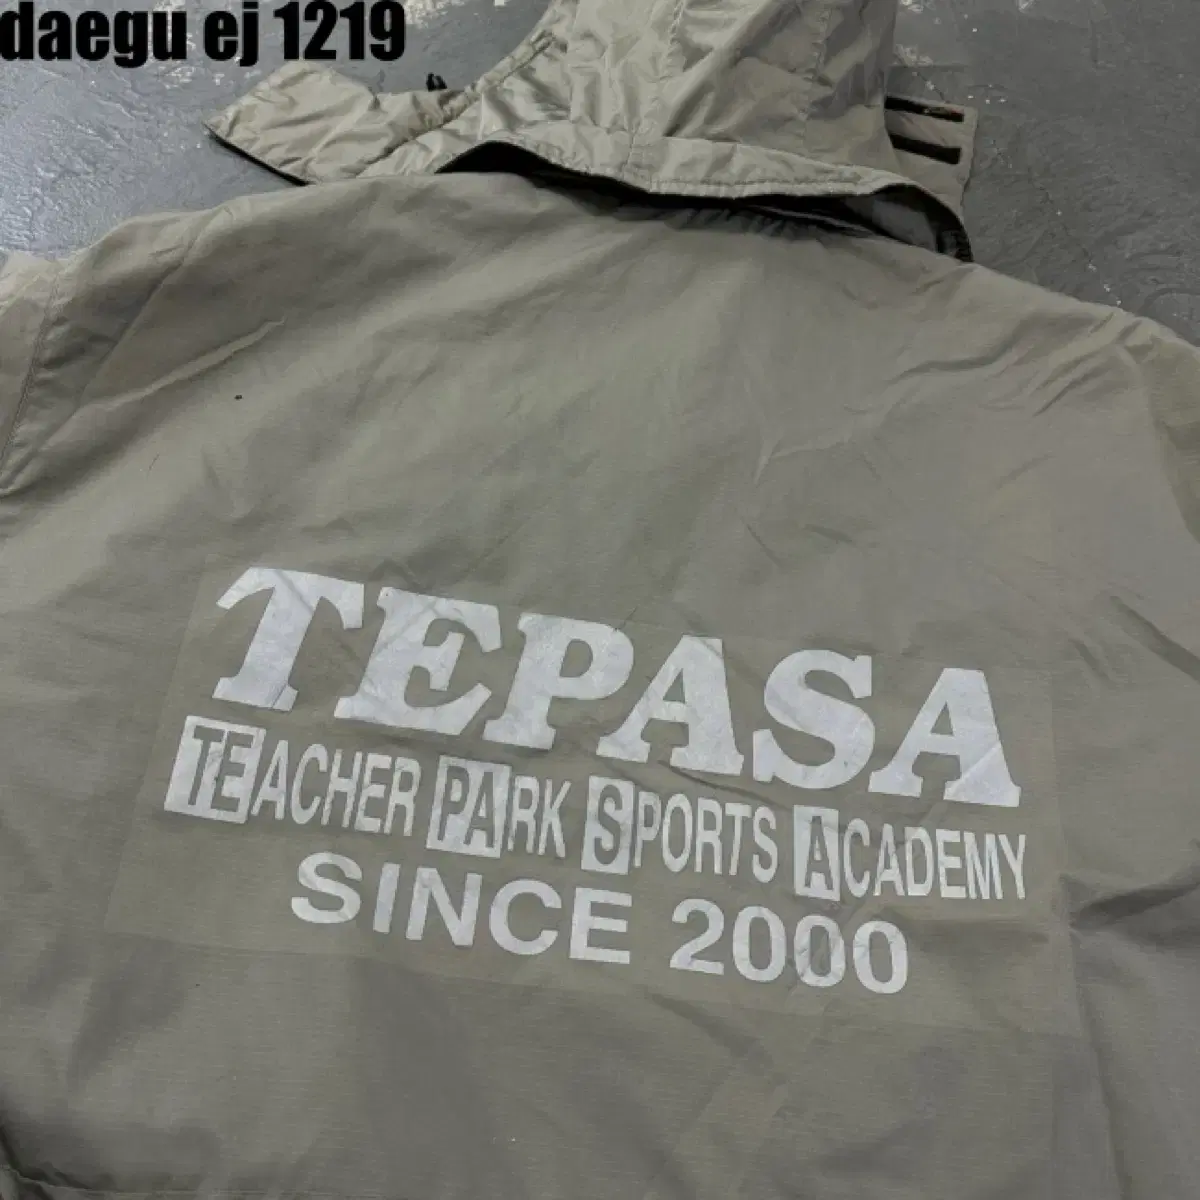 daegu ej 1219
TEPASA
TEACHER PARK SPORTS ACADEMY
SINCE 2000